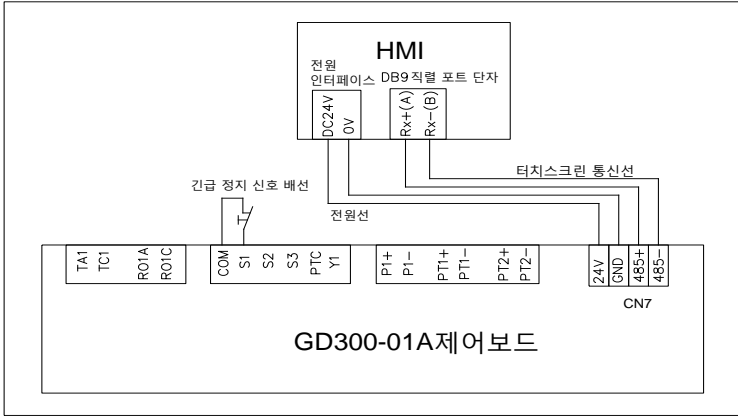 HMI
전원
인터페이스
DB9 직렬 포트 단자
DC24V
0V
Rx+(A)
Rx-(B)
터치스크린 통신선
긴급 정지 신호 배선
전원선
TA1
TC1
RO1A
RO1C
COM
S1
S2
S3
PTC
Y1
P1+
P1-
PT1+
PT1-
PT2+
PT2-
24V
GND
485+
485-
CN7
GD300-01A제어보드